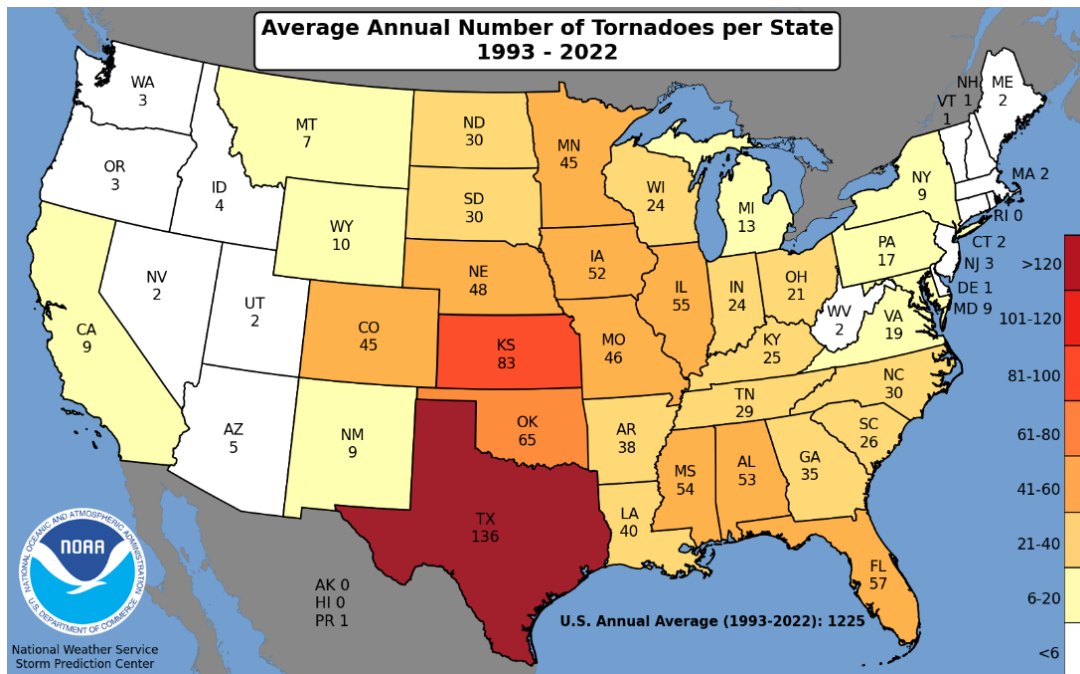 Average Annual Number of Tornadoes per State
1993 - 2022
WA
3
OR
3
ID
4
MT
7
WY
10
NV
2
UT
2
CA
9
AZ
5
CO
45
NM
9
ND
30
SD
30
NE
48
KS
83
OK
65
TX
136
MN
45
IA
52
MO
46
AR
38
LA
40
WI
24
IL
55
MI
13
IN
24
OH
21
KY
25
TN
29
MS
54
AL
53
GA
35
FL
57
SC
26
NC
30
VA
19
WV
2
PA
17
NY
9
VT
1
NH
1
ME
2
MA 2
RI 0
CT 2
NJ 3
DE 1
MD 9
>120
101-120
81-100
61-80
41-60
21-40
6-20
<6
AK 0
HI 0
PR 1
U.S. Annual Average (1993-2022): 1225
NATIONAL OCEANIC AND ATMOSPHERIC ADMINISTRATION
NOAA
U.S. DEPARTMENT OF COMMERCE
National Weather Service
Storm Prediction Center